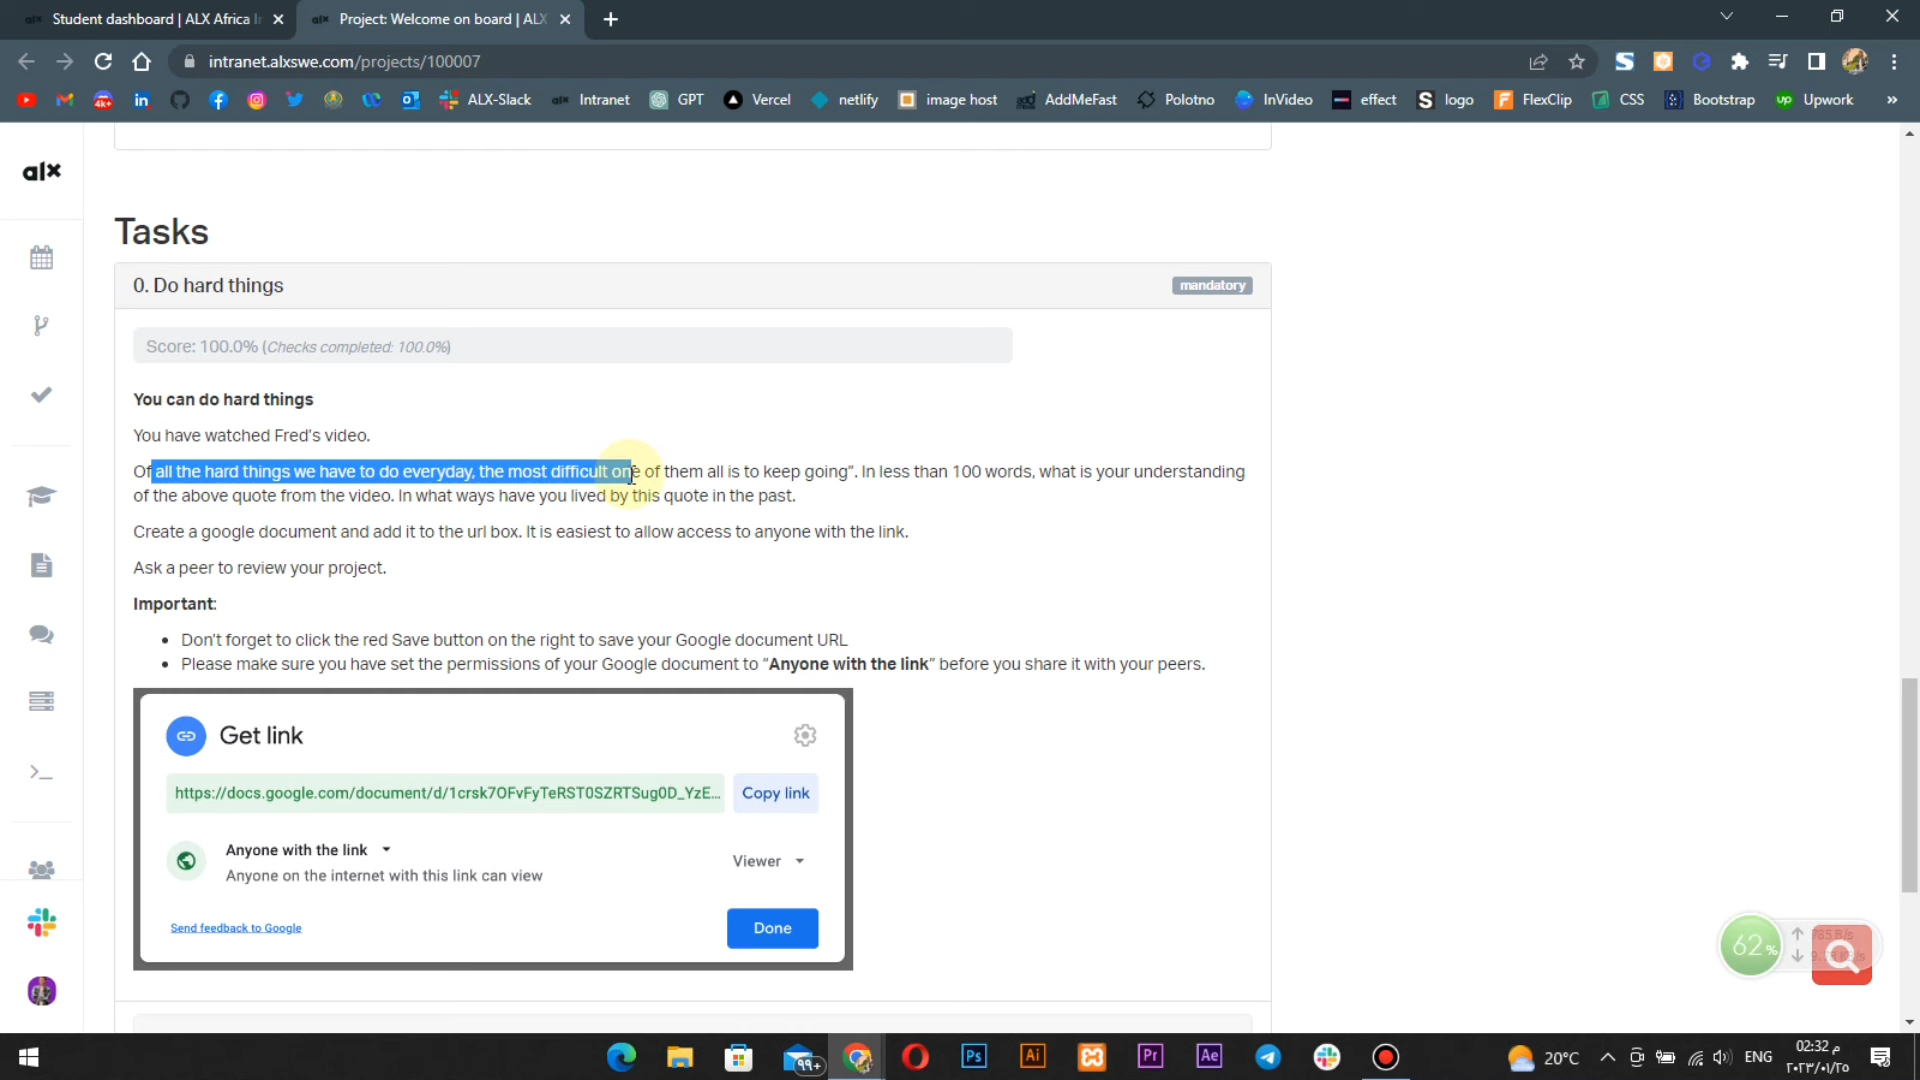 Student dashboard | ALX Africa I
Project: Welcome on board | ALX
intranet.alxswe.com/projects/100007
4k+
ALX-Slack
Intranet
GPT
Vercel
netlify
image host
AddMeFast
Polotno
InVideo
effect
logo
FlexClip
CSS
Bootstrap
Upwork
alx
Tasks
0. Do hard things
mandatory
Score: 100.0% (Checks completed: 100.0%)
You can do hard things
You have watched Fred's video.
Of all the hard things we have to do everyday, the most difficult one of them all is to keep going”. In less than 100 words, what is your understanding
of the above quote from the video. In what ways have you lived by this quote in the past.
Create a google document and add it to the url box. It is easiest to allow access to anyone with the link.
Ask a peer to review your project.
Important:
Don't forget to click the red Save button on the right to save your Google document URL
Please make sure you have set the permissions of your Google document to “Anyone with the link” before you share it with your peers.
Get link
https://docs.google.com/document/d/1crsk7OFvFyTeRST0SZRTSug0D_YzE...
Copy link
Anyone with the link
Anyone on the internet with this link can view
Viewer
Send feedback to Google
Done
62%
٩٩+
Ps
Ai
Pr
Ae
20°C
ENG
02:32 م
٢٠٢٣/٠١/٢٥